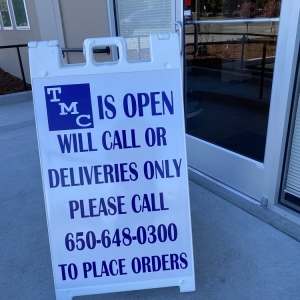 TMC IS OPEN
WILL CALL OR
DELIVERIES ONLY
PLEASE CALL
650-648-0300
TO PLACE ORDERS